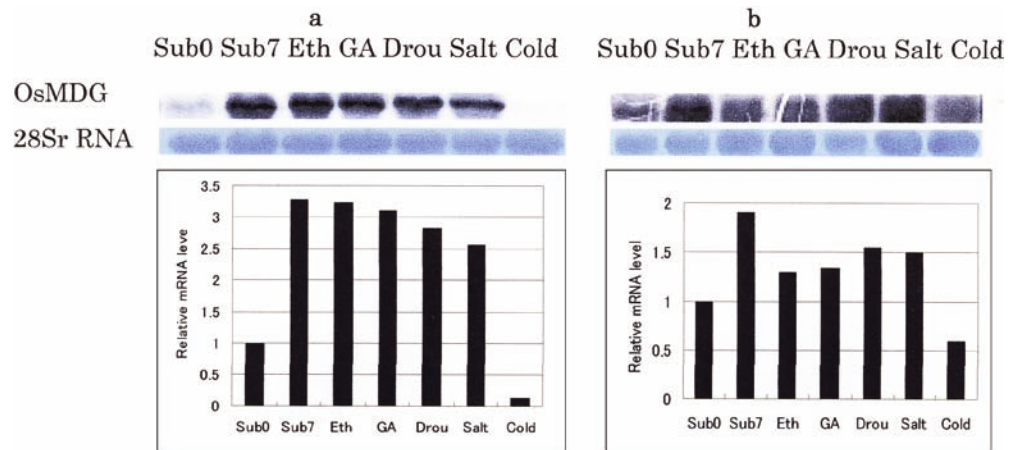 a
Sub0 Sub7 Eth GA Drou Salt Cold
OsMDG
28Sr RNA
Relative mRNA leve
3.5
3
2.5
2
1.5
1
0.5
0
Sub0 Sub7 Eth GA Drou Salt Cold
b
Sub0 Sub7 Eth GA Drou Salt Cold
Relative mRNA level
2
1.5
1
0.5
0
Sub0 Sub7 Eth GA Drou Salt Cold